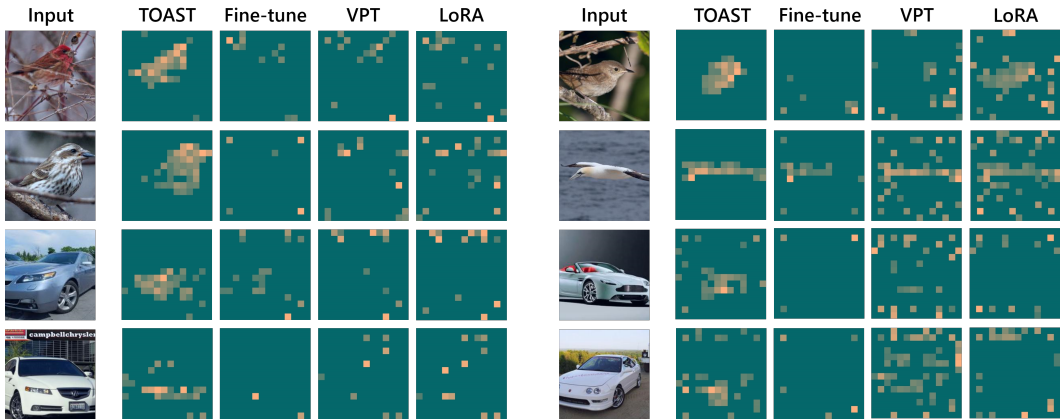 Input TOAST Fine-tune VPT LoRA Input TOAST Fine-tune VPT LoRA
campbellchrysler